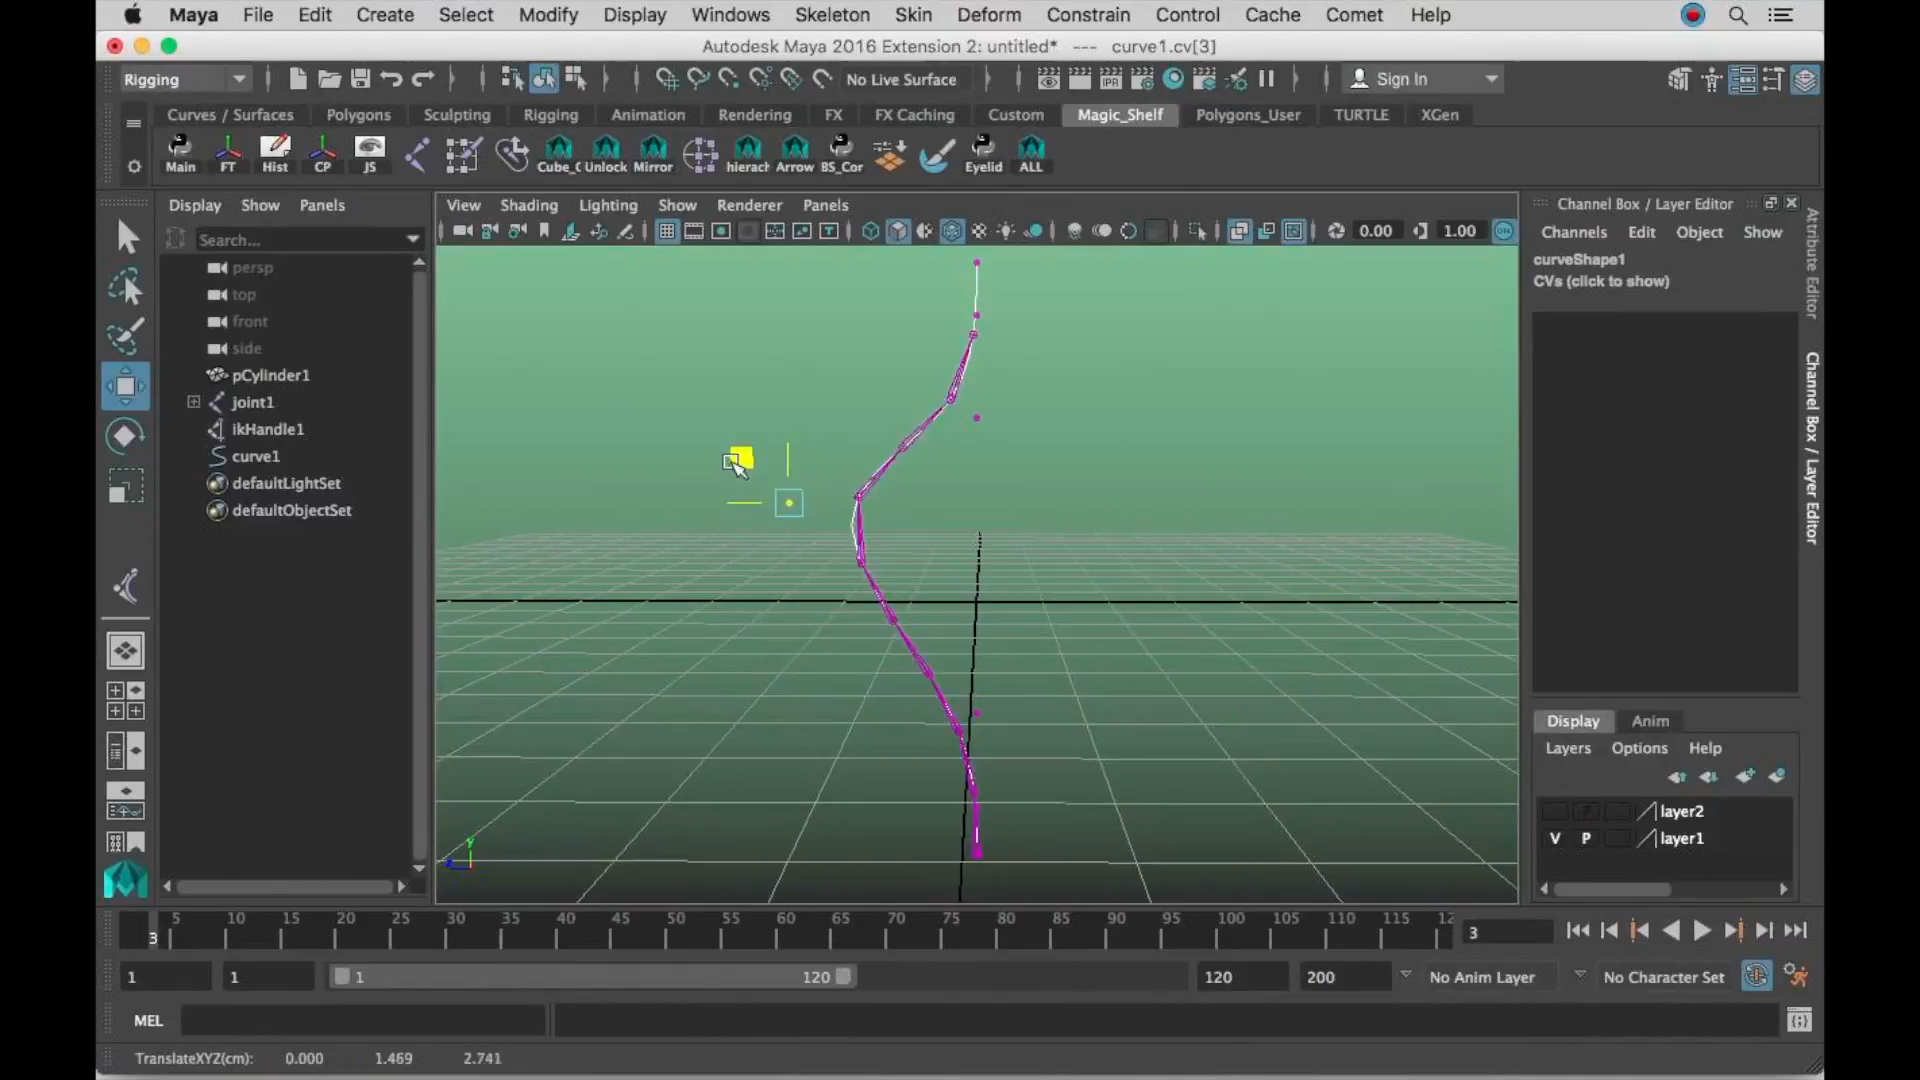 Maya File Edit Create Select Modify Display Windows Skeleton Skin Deform Constrain Control Cache Comet Help
Autodesk Maya 2016 Extension 2: untitled* --- curve1.cv[3]
Rigging No Live Surface Sign In
Curves / Surfaces Polygons Sculpting Rigging Animation Rendering FX FX Caching Custom Magic_Shelf Polygons_User TURTLE XGen
IPR
Main FT Hist CP JS Cube_C Unlock Mirror hierach Arrow BS_Cor Eyelid ALL
Display Show Panels
Search...
persp
top
front
side
pCylinder1
joint1
ikHandle1
curve1
defaultLightSet
defaultObjectSet
View Shading Lighting Show Renderer Panels
0.00 1.00 ON
y
z
Channel Box / Layer Editor
Channels Edit Object Show
curveShape1
CVs (click to show)
Attribute Editor
Channel Box / Layer Editor
Display Anim
Layers Options Help
layer2
V P layer1
5 10 15 20 25 30 35 40 45 50 55 60 65 70 75 80 85 90 95 100 105 110 115 12
3 3
1 1 1 120 120 200 No Anim Layer No Character Set
MEL
TranslateXYZ(cm): 0.000 1.469 2.741